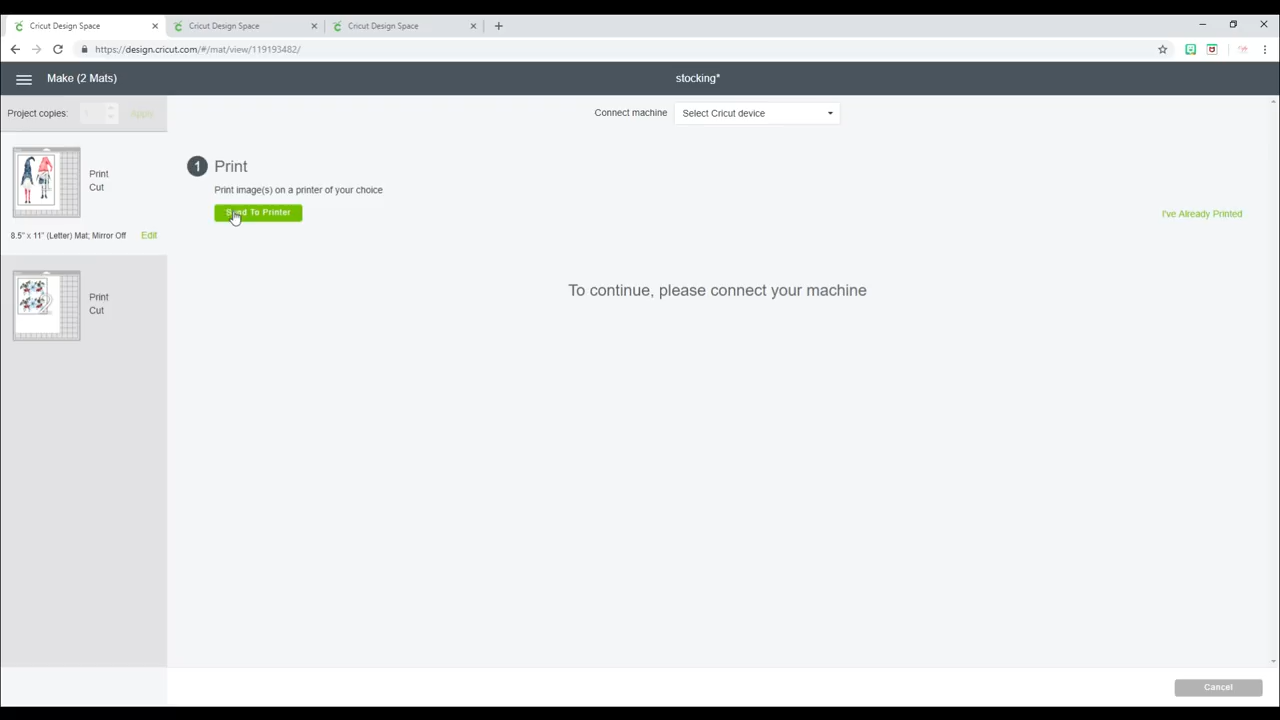 Cricut Design Space
Cricut Design Space
Cricut Design Space
https://design.cricut.com/#/mat/view/119193482/
Make (2 Mats)
stocking*
Project copies:
1
Apply
Connect machine
Select Cricut device
Print
Cut
8.5" x 11" (Letter) Mat; Mirror Off
Edit
Print
Cut
1
Print
Print image(s) on a printer of your choice
Send To Printer
I've Already Printed
To continue, please connect your machine
Cancel